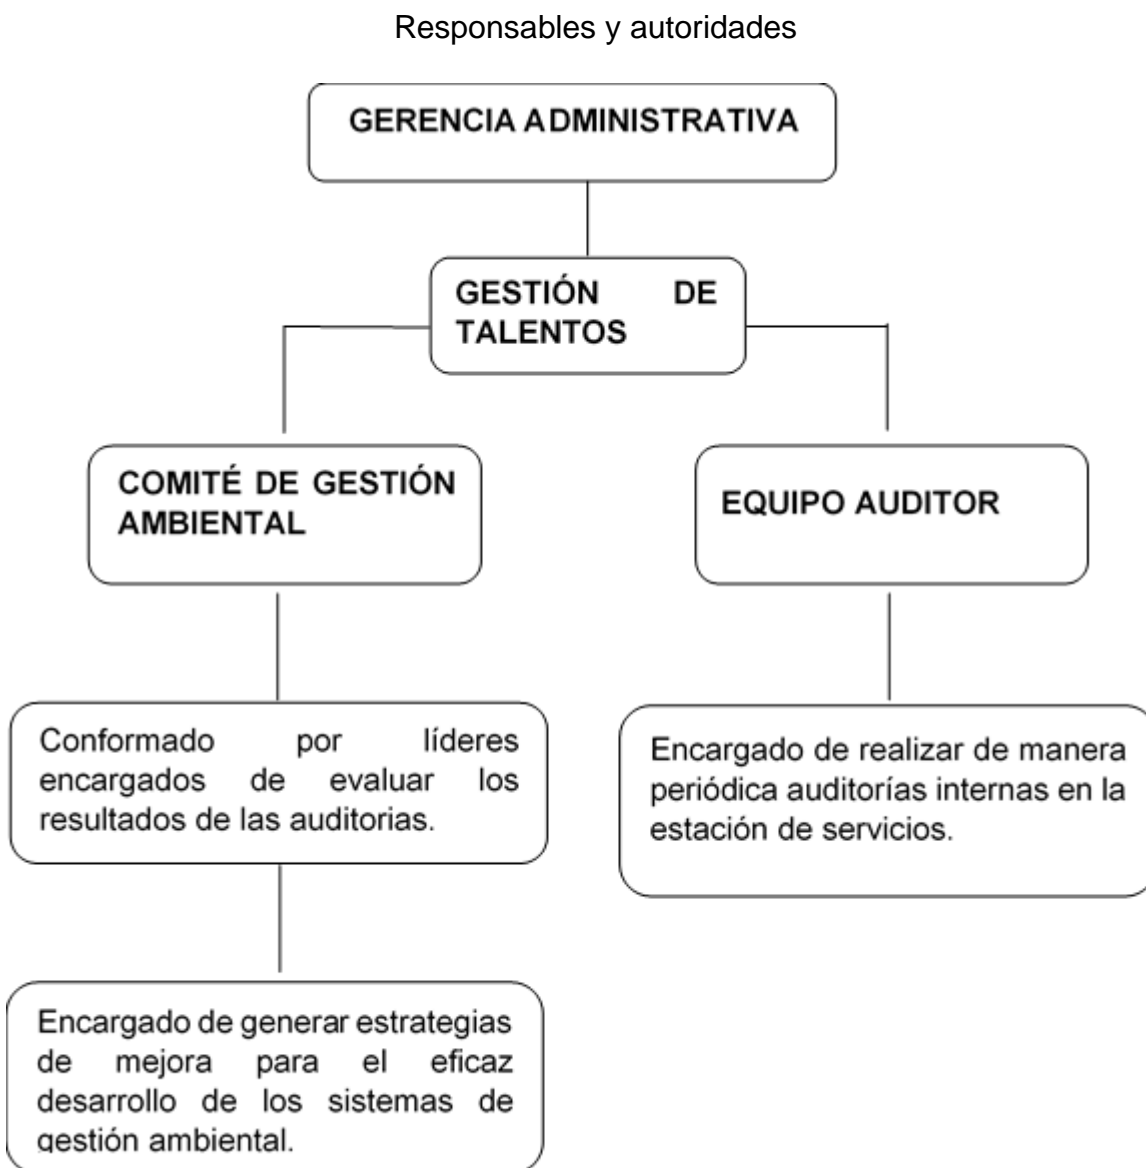 Responsables y autoridades
GERENCIA ADMINISTRATIVA
GESTIÓN DE
TALENTOS
COMITÉ DE GESTIÓN
AMBIENTAL
EQUIPO AUDITOR
Conformado por líderes
encargados de evaluar los
resultados de las auditorias.
Encargado de realizar de manera
periódica auditorías internas en la
estación de servicios.
Encargado de generar estrategias
de mejora para el eficaz
desarrollo de los sistemas de
gestión ambiental.